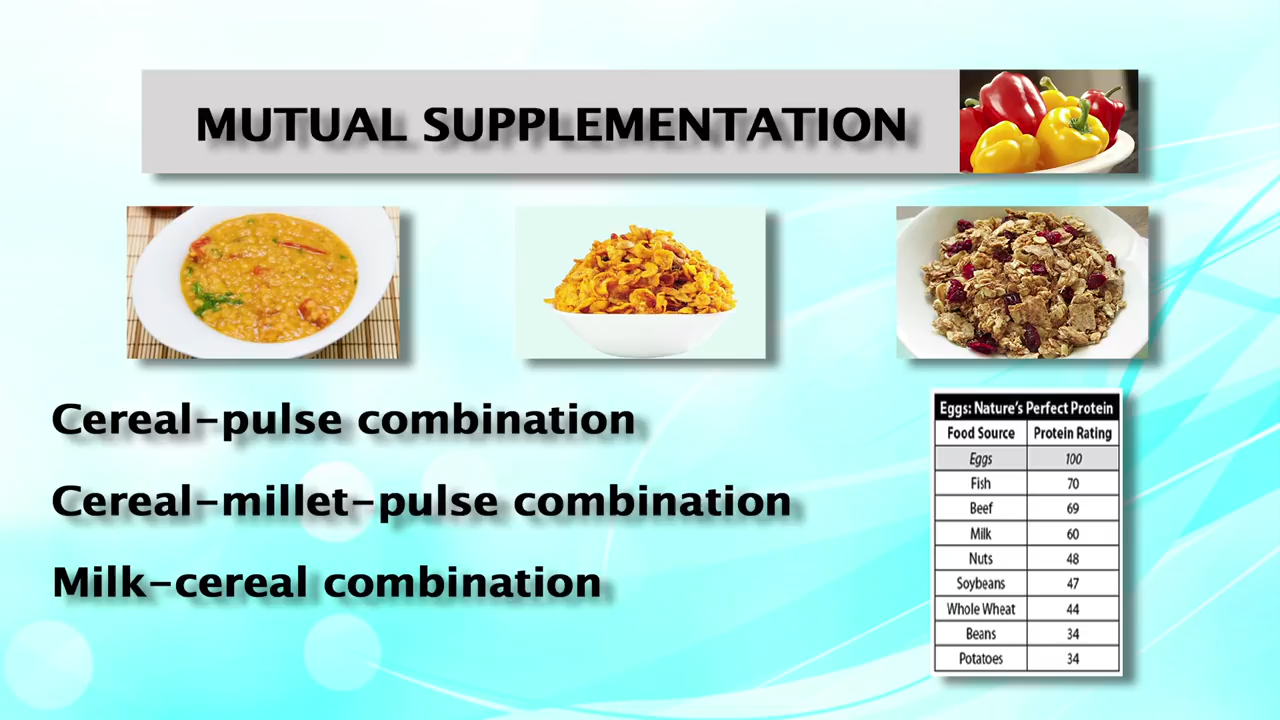 MUTUAL SUPPLEMENTATION
Cereal-pulse combination
Cereal-millet-pulse combination
Milk-cereal combination
Eggs: Nature's Perfect Protein
Food Source Protein Rating
Eggs 100
Fish 70
Beef 69
Milk 60
Nuts 48
Soybeans 47
Whole Wheat 44
Beans 34
Potatoes 34